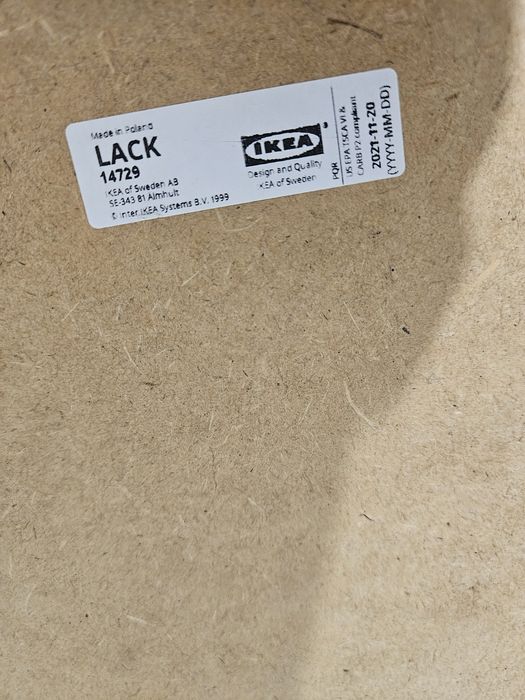 Made in Poland
LACK
14729
IKEA of Sweden AB
SE-343 81 Älmhult
© Inter IKEA Systems B.V. 1999
IKEA
Design and Quality
IKEA of Sweden
PQR
US EPA TSCA VI &
CARB P2 compliant
2021-11-20
(YYYY-MM-DD)